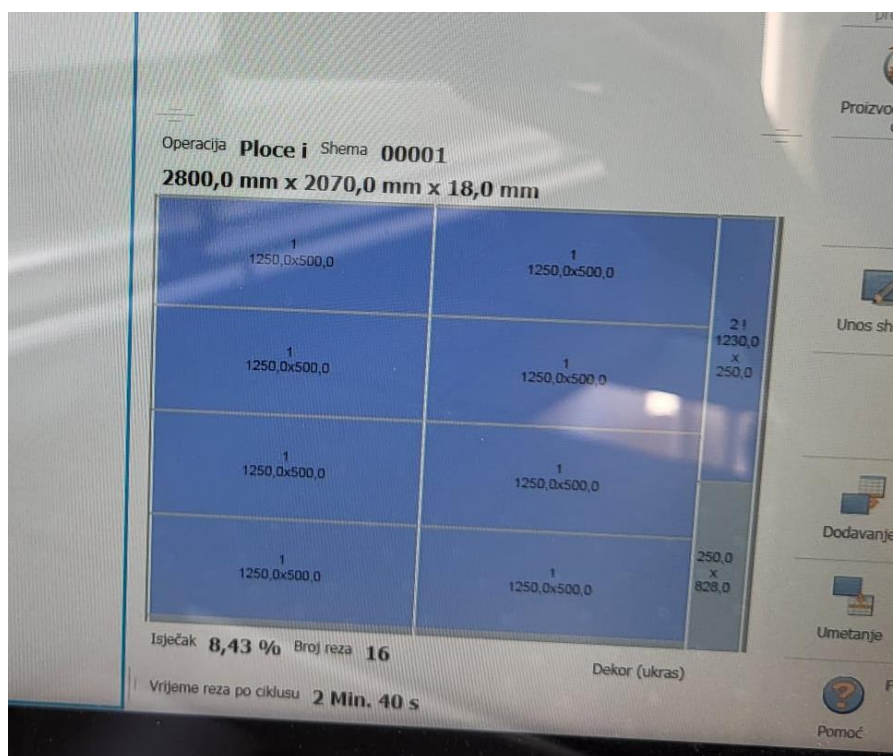 Operacija Ploce i Shema 00001
2800,0 mm x 2070,0 mm x 18,0 mm
1
1250,0x500,0
1
1250,0x500,0
2!
1230,0
x
250,0
1
1250,0x500,0
1
1250,0x500,0
1
1250,0x500,0
1
1250,0x500,0
1
1250,0x500,0
1
1250,0x500,0
250,0
x
828,0
Isječak 8,43 % Broj reza 16
Dekor (ukras)
Vrijeme reza po ciklusu 2 Min. 40 s
Unos
Dodavanje
Umetanje
Pomoć